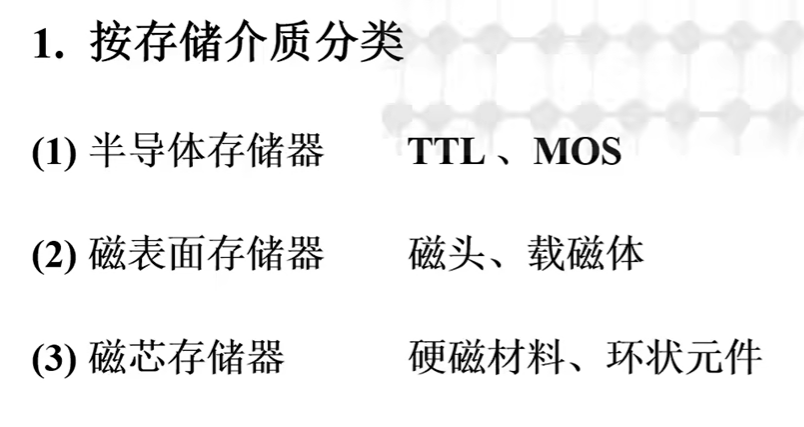 1. 按存储介质分类
(1) 半导体存储器 TTL 、MOS
(2) 磁表面存储器 磁头、载磁体
(3) 磁芯存储器 硬磁材料、环状元件